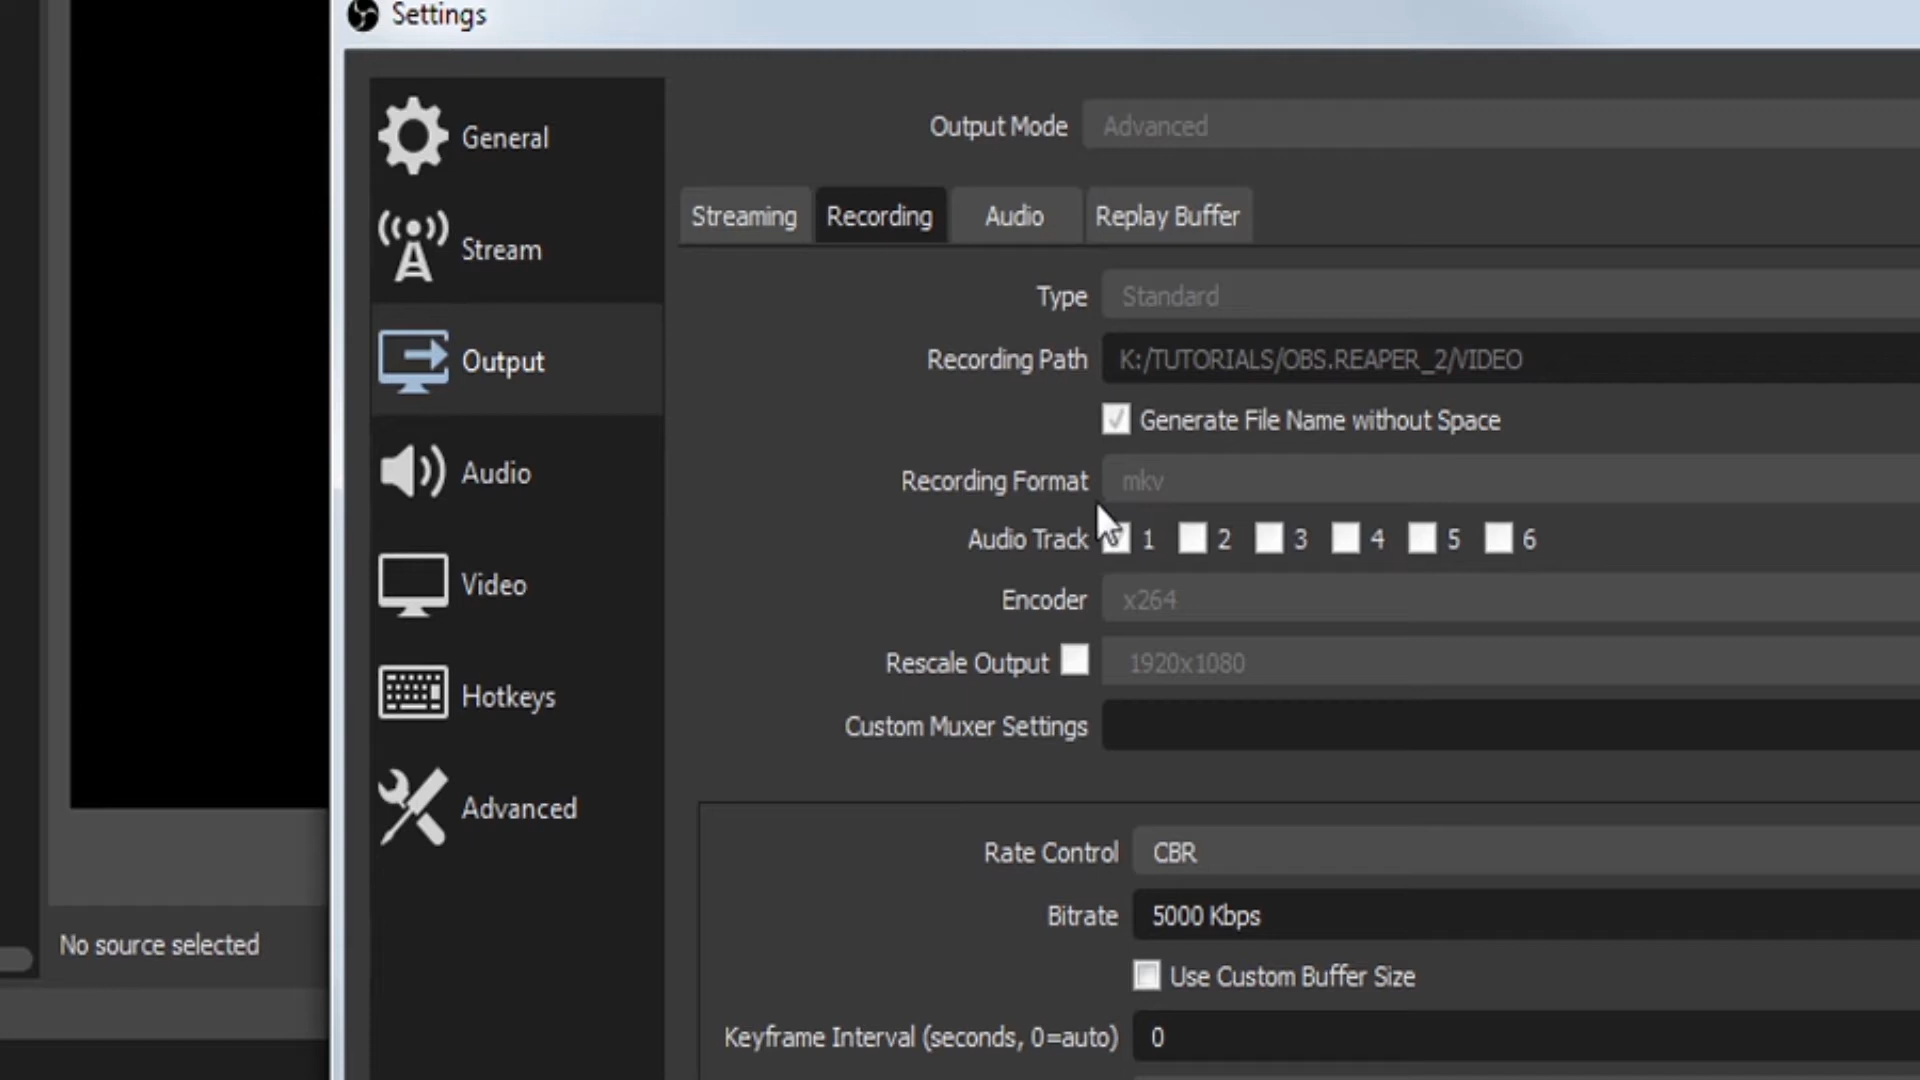 Settings
General
Stream
Output
Audio
Video
Hotkeys
Advanced
Output Mode Advanced
Streaming Recording Audio Replay Buffer
Type Standard
Recording Path K:/TUTORIALS/OBS.REAPER_2/VIDEO
Generate File Name without Space
Recording Format mkv
Audio Track 1 2 3 4 5 6
Encoder x264
Rescale Output 1920x1080
Custom Muxer Settings
Rate Control CBR
Bitrate 5000 Kbps
Use Custom Buffer Size
Keyframe Interval (seconds, 0=auto) 0
No source selected